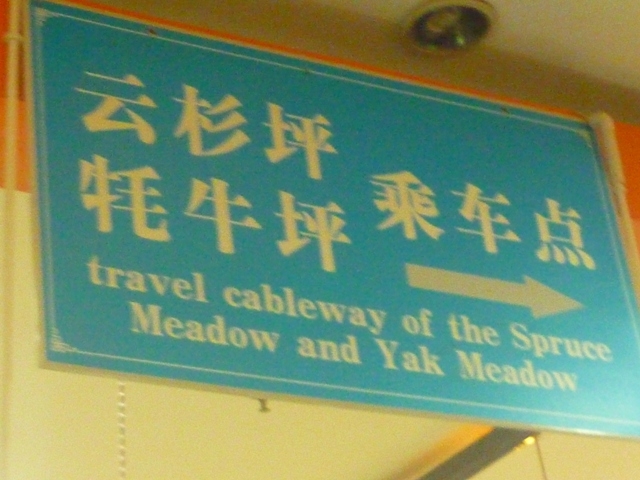 云杉坪
牦牛坪 乘车点
travel cableway of the Spruce
Meadow and Yak Meadow